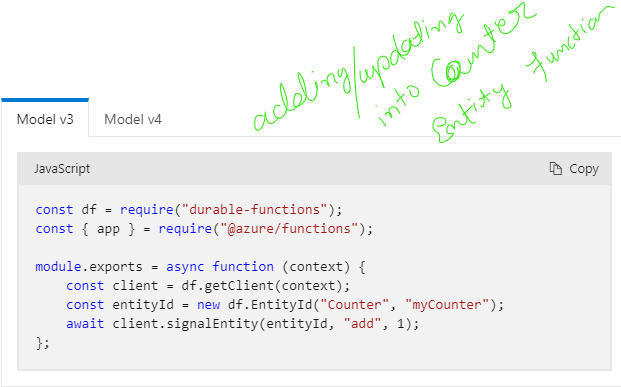 adding/updating
into Counter
Entity function
Model v3 Model v4
JavaScript Copy
const df = require("durable-functions");
const { app } = require("@azure/functions");
module.exports = async function (context) {
const client = df.getClient(context);
const entityId = new df.EntityId("Counter", "myCounter");
await client.signalEntity(entityId, "add", 1);
};